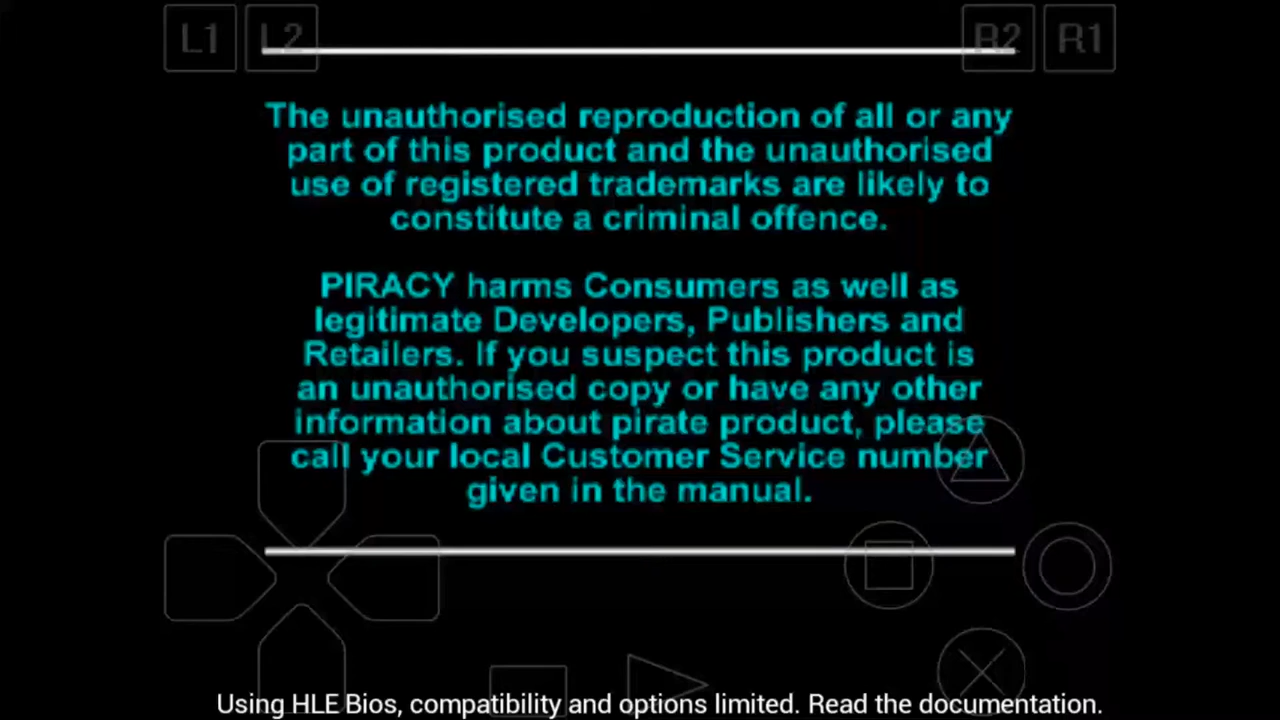 L1 L2 R2 R1
The unauthorised reproduction of all or any
part of this product and the unauthorised
use of registered trademarks are likely to
constitute a criminal offence.
PIRACY harms Consumers as well as
legitimate Developers, Publishers and
Retailers. If you suspect this product is
an unauthorised copy or have any other
information about pirate product, please
call your local Customer Service number
given in the manual.
Using HLE Bios, compatibility and options limited. Read the documentation.